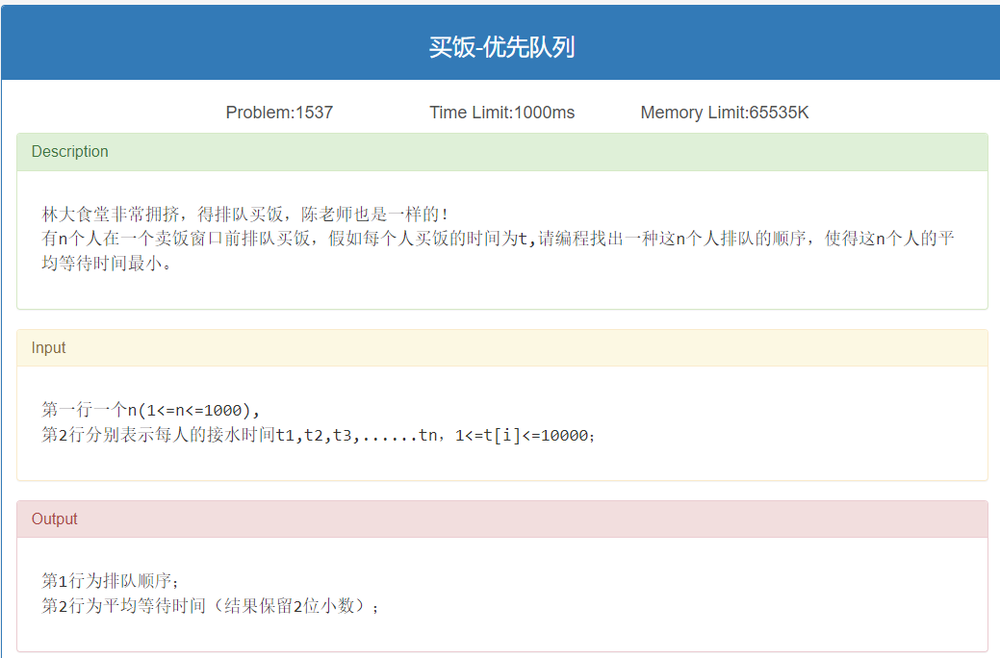 买饭-优先队列
Problem:1537 Time Limit:1000ms Memory Limit:65535K
Description
林大食堂非常拥挤，得排队买饭，陈老师也是一样的!
有n个人在一个卖饭窗口前排队买饭，假如每个人买饭的时间为t,请编程找出一种这n个人排队的顺序，使得这n个人的平
均等待时间最小。
Input
第一行一个n(1<=n<=1000),
第2行分别表示每人的接水时间t1,t2,t3,......tn，1<=t[i]<=10000;
Output
第1行为排队顺序;
第2行为平均等待时间（结果保留2位小数）;